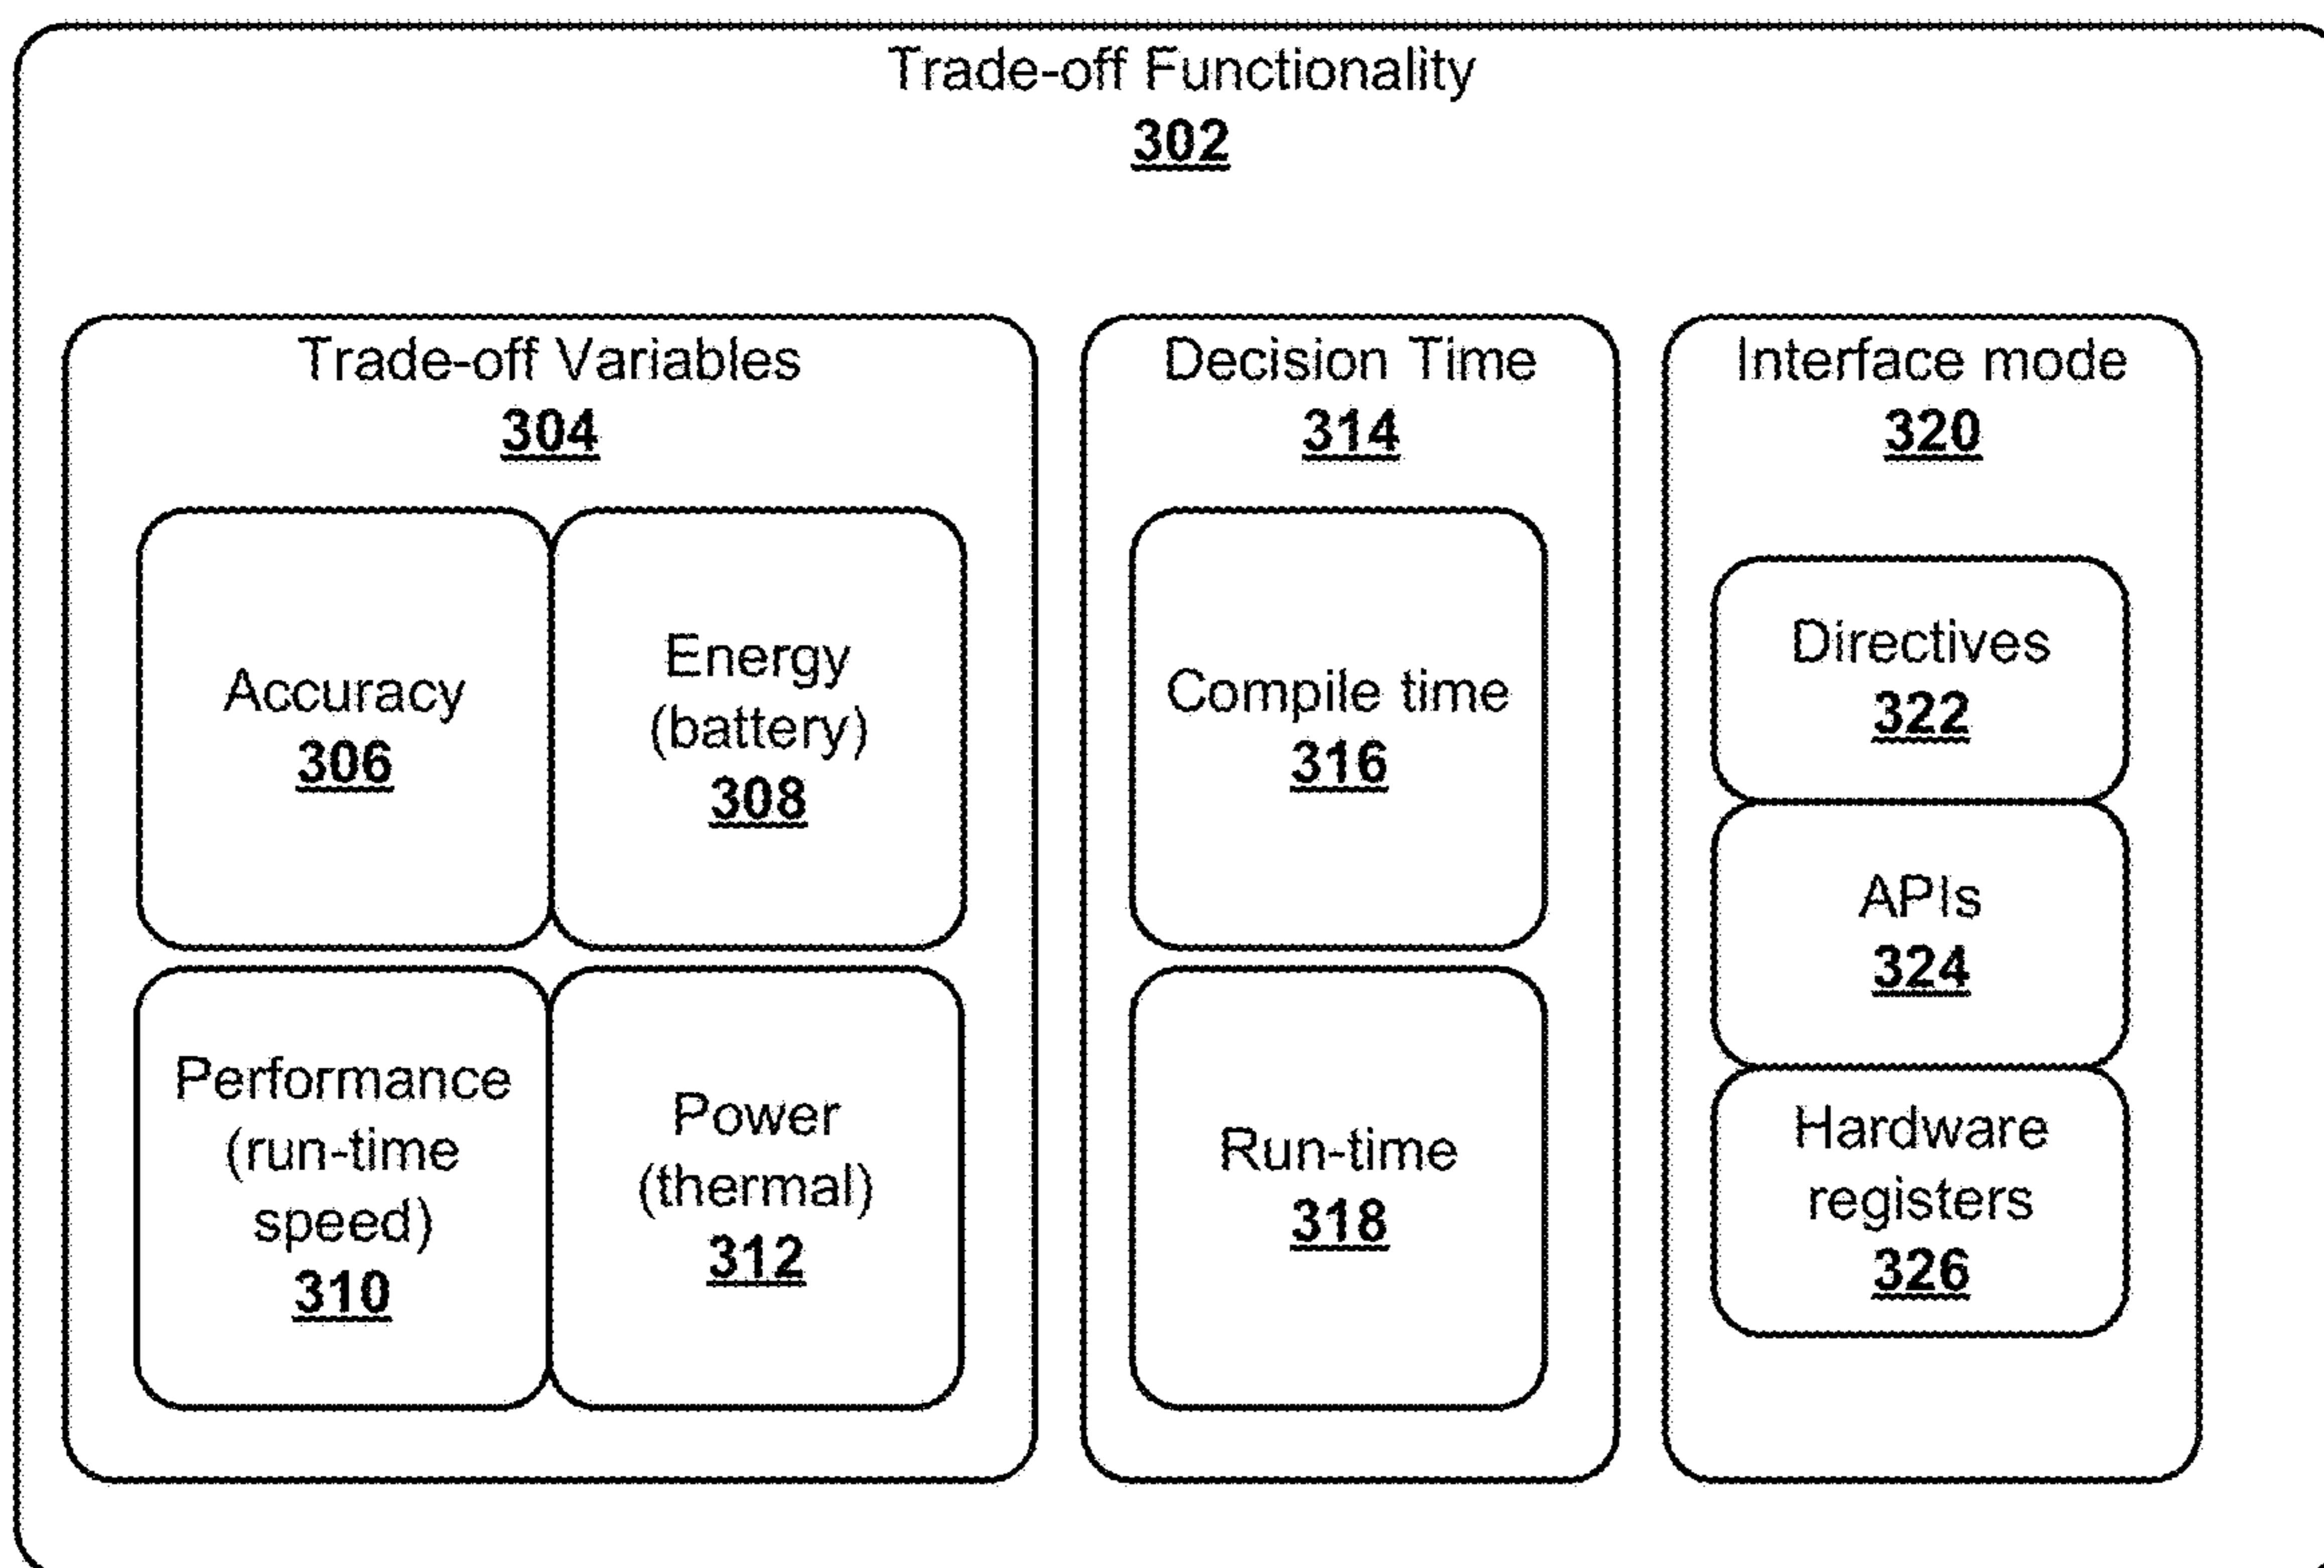 Trade-off Functionality
302
Trade-off Variables
304
Accuracy
306
Energy
(battery)
308
Performance
(run-time
speed)
310
Power
(thermal)
312
Decision Time
314
Compile time
316
Run-time
318
Interface mode
320
Directives
322
APIs
324
Hardware
registers
326